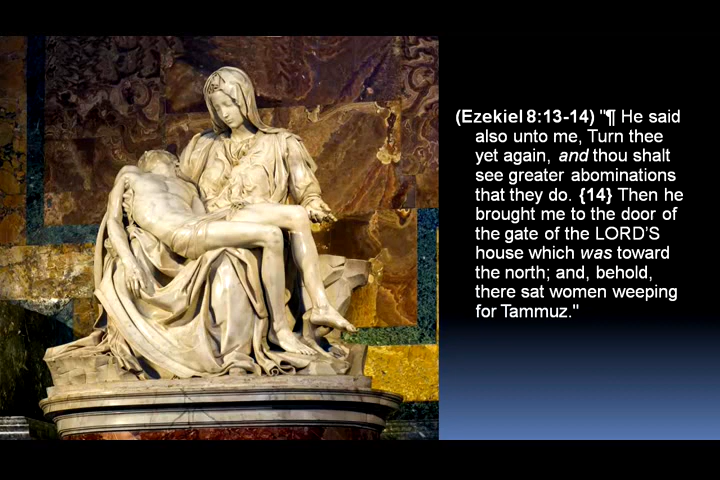 (Ezekiel 8:13-14) "¶ He said
also unto me, Turn thee
yet again, and thou shalt
see greater abominations
that they do. {14} Then he
brought me to the door of
the gate of the LORD'S
house which was toward
the north; and, behold,
there sat women weeping
for Tammuz."